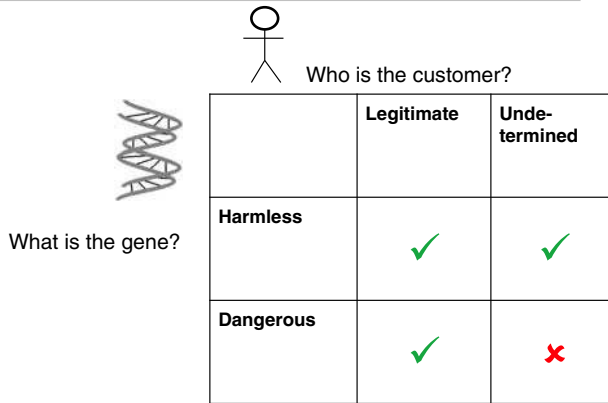 Who is the customer?
Legitimate
Unde-
termined
What is the gene?
Harmless
Dangerous